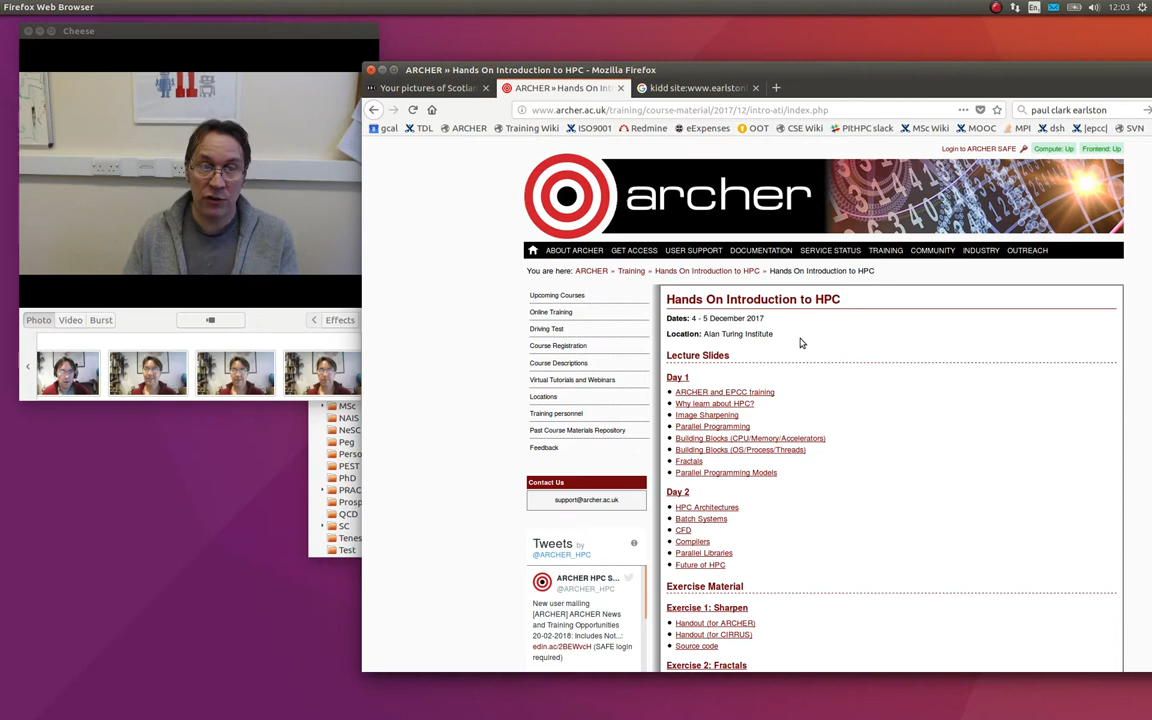 Firefox Web Browser
En
12:03
Cheese
Photo Video Burst
Effects
MSc
NAIS
NeSC
Peg
Perso
PEST
PhD
PRAC
Prosp
QCD
SC
Tenes
Test
ARCHER » Hands On Introduction to HPC - Mozilla Firefox
Your pictures of Scotlan
ARCHER » Hands On Int
kidd site:www.earlston
www.archer.ac.uk/training/course-material/2017/12/intro-ati/index.php
paul clark earlston
gcal TDL ARCHER Training Wiki ISO9001 Redmine eExpenses OOT CSE Wiki PITHPC slack MSc Wiki MOOC MPI dsh |epcc| SVN
Login to ARCHER SAFE Compute: Up Frontend: Up
archer
ABOUT ARCHER GET ACCESS USER SUPPORT DOCUMENTATION SERVICE STATUS TRAINING COMMUNITY INDUSTRY OUTREACH
You are here: ARCHER » Training » Hands On Introduction to HPC » Hands On Introduction to HPC
Upcoming Courses
Online Training
Driving Test
Course Registration
Course Descriptions
Virtual Tutorials and Webinars
Locations
Training personnel
Past Course Materials Repository
Feedback
Contact Us
support@archer.ac.uk
Tweets by
@ARCHER_HPC
ARCHER HPC S...
@ARCHER_HPC
New user mailing
[ARCHER] ARCHER News
and Training Opportunities
20-02-2018: Includes Not...:
edin.ac/2BEWvcH (SAFE login
required)
Hands On Introduction to HPC
Dates: 4 - 5 December 2017
Location: Alan Turing Institute
Lecture Slides
Day 1
ARCHER and EPCC training
Why learn about HPC?
Image Sharpening
Parallel Programming
Building Blocks (CPU/Memory/Accelerators)
Building Blocks (OS/Process/Threads)
Fractals
Parallel Programming Models
Day 2
HPC Architectures
Batch Systems
CFD
Compilers
Parallel Libraries
Future of HPC
Exercise Material
Exercise 1: Sharpen
Handout (for ARCHER)
Handout (for CIRRUS)
Source code
Exercise 2: Fractals